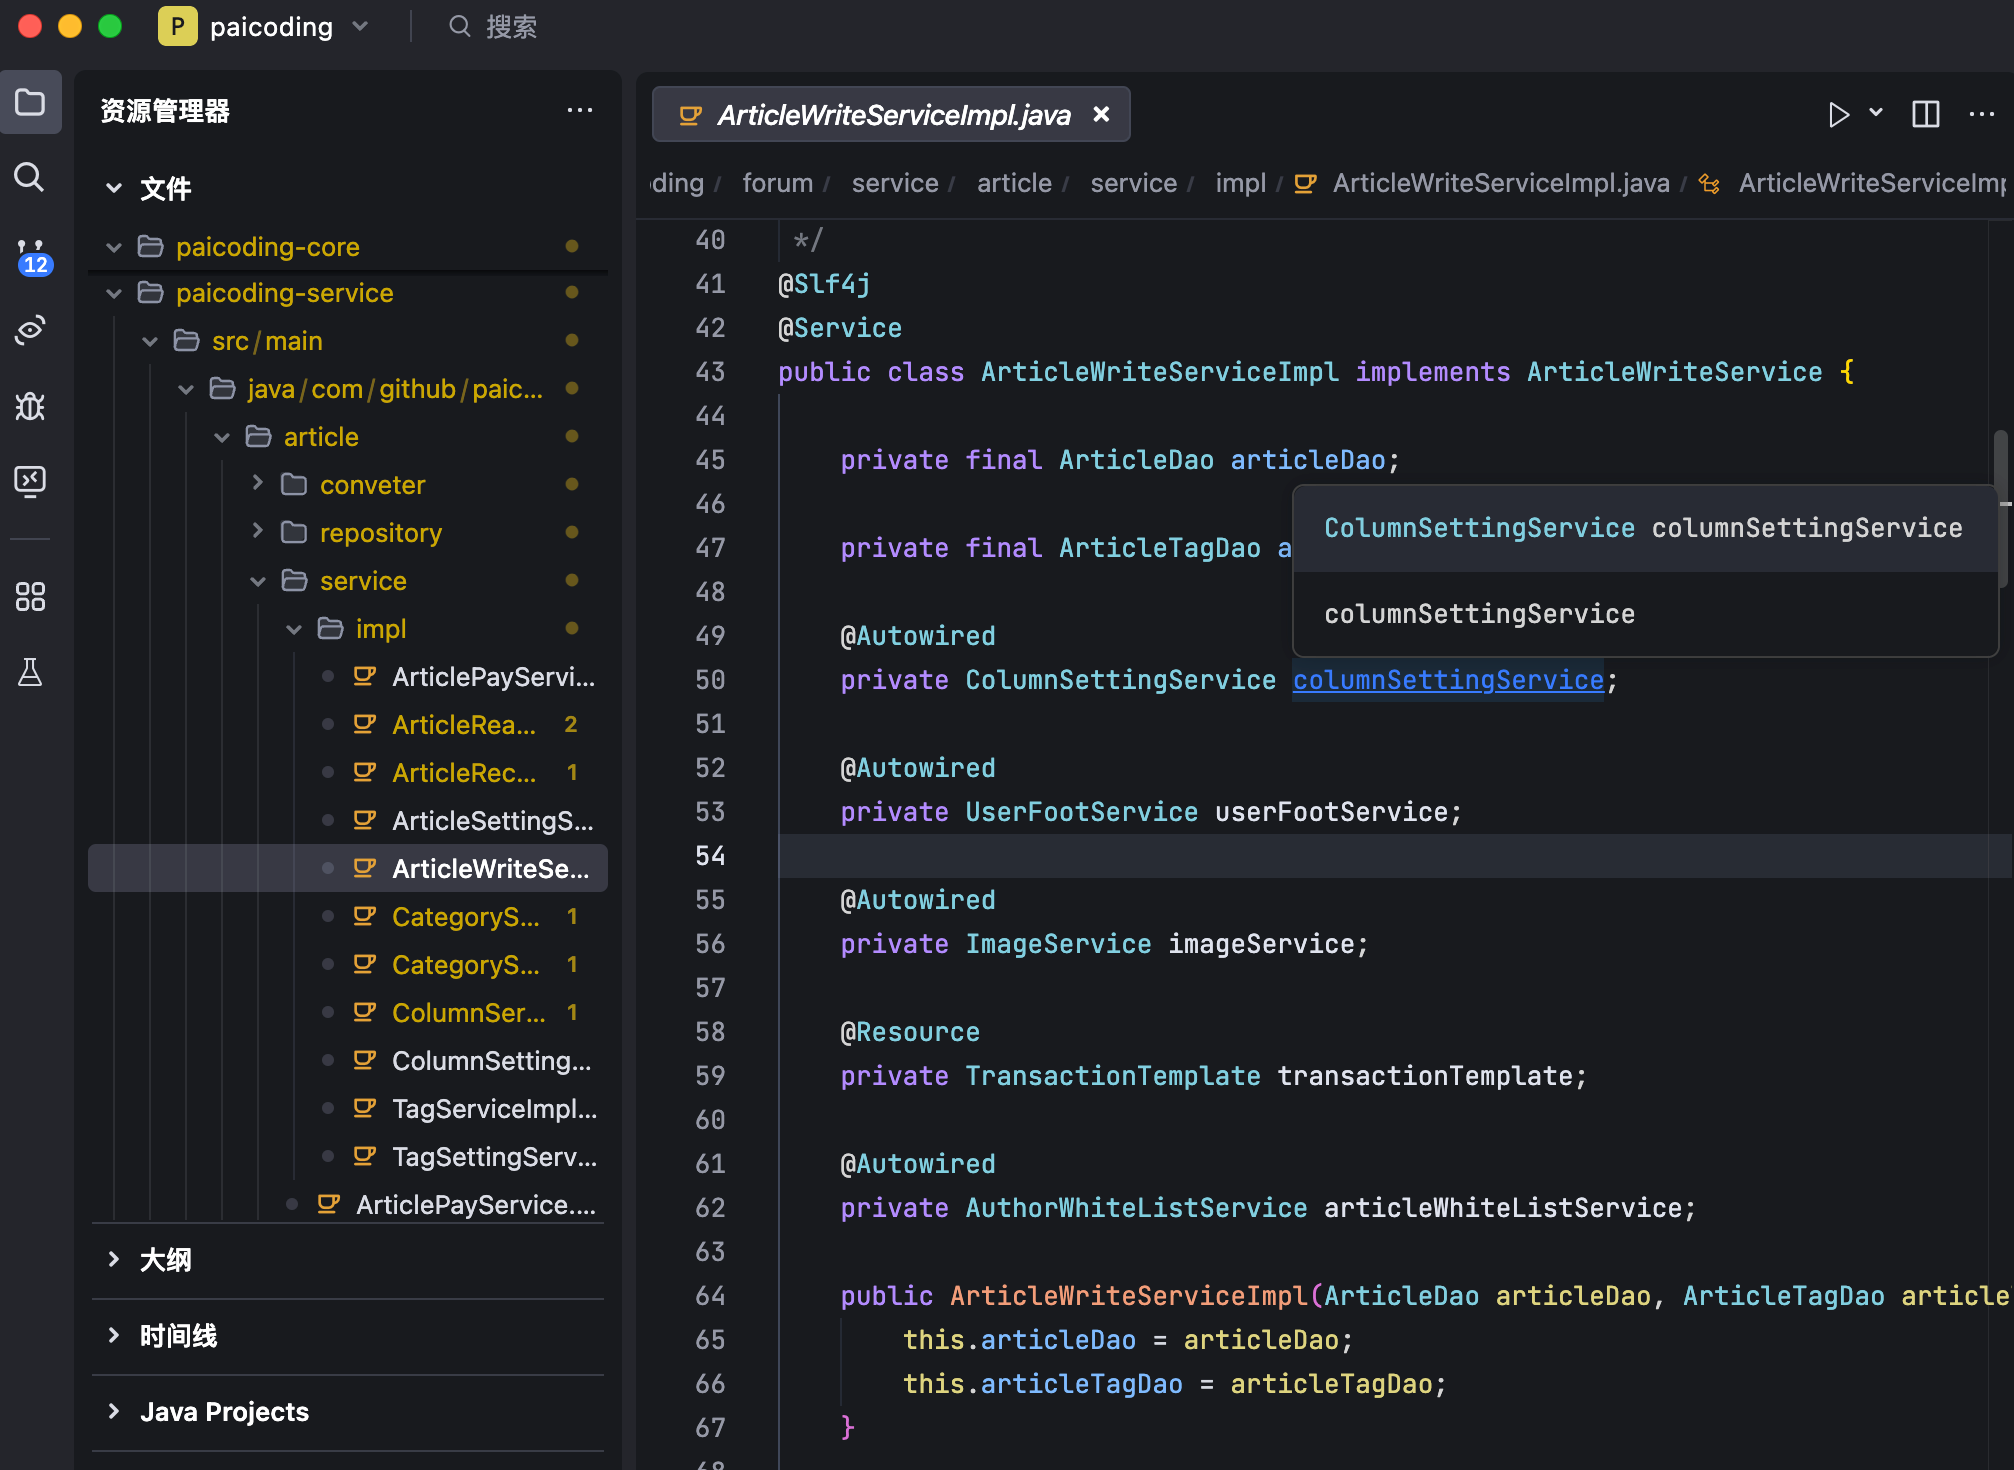 P paicoding 搜索
资源管理器
文件
paicoding-core
paicoding-service
src/main
java/com/github/paic...
article
conveter
repository
service
impl
ArticlePayServi...
ArticleRea... 2
ArticleRec... 1
ArticleSettingS...
ArticleWriteSe...
CategoryS... 1
CategoryS... 1
ColumnSer... 1
ColumnSetting...
TagServiceImpl...
TagSettingServ...
ArticlePayService....
大纲
时间线
Java Projects
12
ArticleWriteServiceImpl.java
ding / forum / service / article / service / impl / ArticleWriteServiceImpl.java / ArticleWriteServiceImp
40 */
41 @Slf4j
42 @Service
43 public class ArticleWriteServiceImpl implements ArticleWriteService {
44
45 private final ArticleDao articleDao;
46
47 private final ArticleTagDao a
ColumnSettingService columnSettingService
columnSettingService
48
49 @Autowired
50 private ColumnSettingService columnSettingService;
51
52 @Autowired
53 private UserFootService userFootService;
54
55 @Autowired
56 private ImageService imageService;
57
58 @Resource
59 private TransactionTemplate transactionTemplate;
60
61 @Autowired
62 private AuthorWhiteListService articleWhiteListService;
63
64 public ArticleWriteServiceImpl(ArticleDao articleDao, ArticleTagDao article
65 this.articleDao = articleDao;
66 this.articleTagDao = articleTagDao;
67 }
68